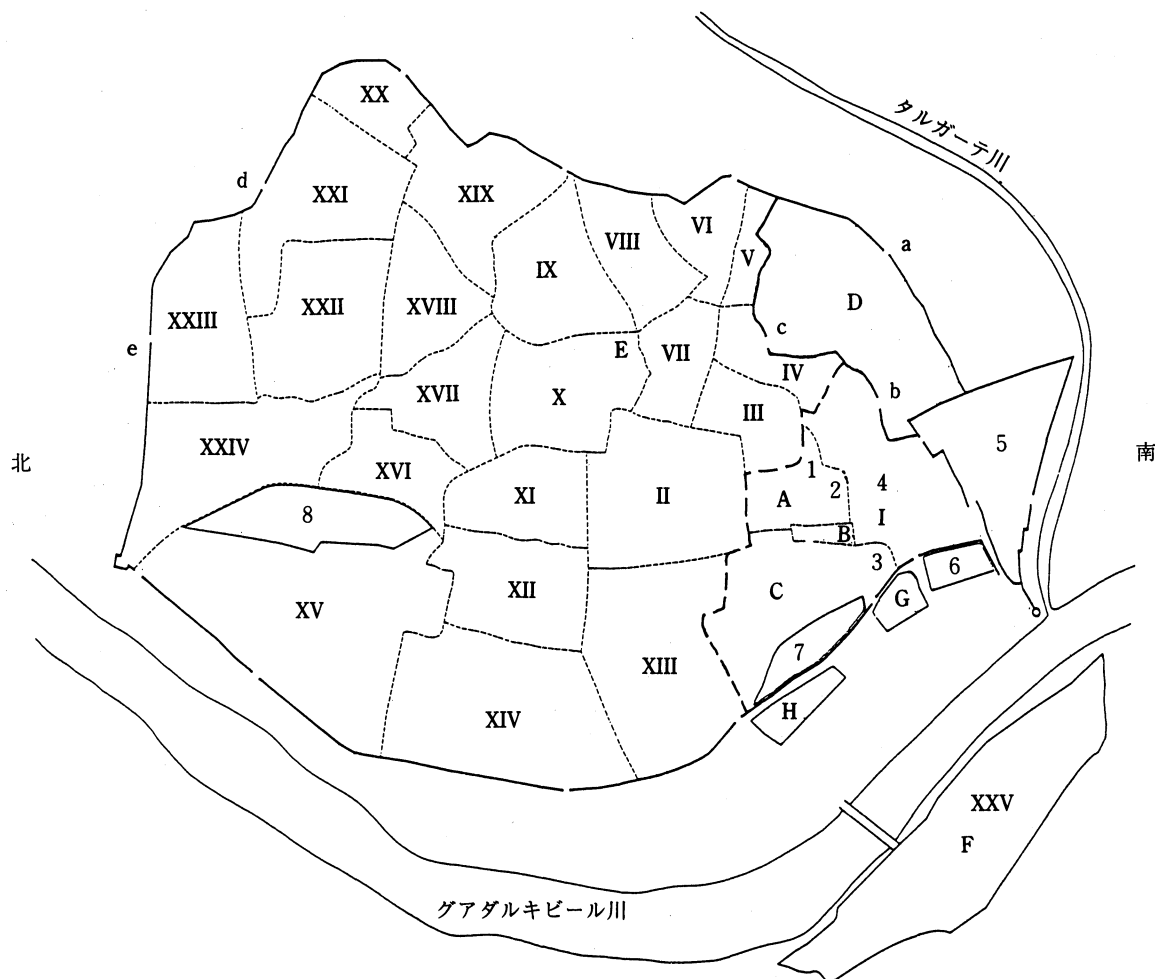 XX
タルガーテ川
d
XXI
XIX
VI
VIII
V
a
IX
D
XXIII
XXII
XVIII
e
E
VII
c
IV
b
XVII
X
III
XXIV
5
北
南
XVI
1
XI
II
A
2
4
8
I
B
3
6
XV
XII
C
G
7
XIII
H
XIV
XXV
F
グアダルキビール川